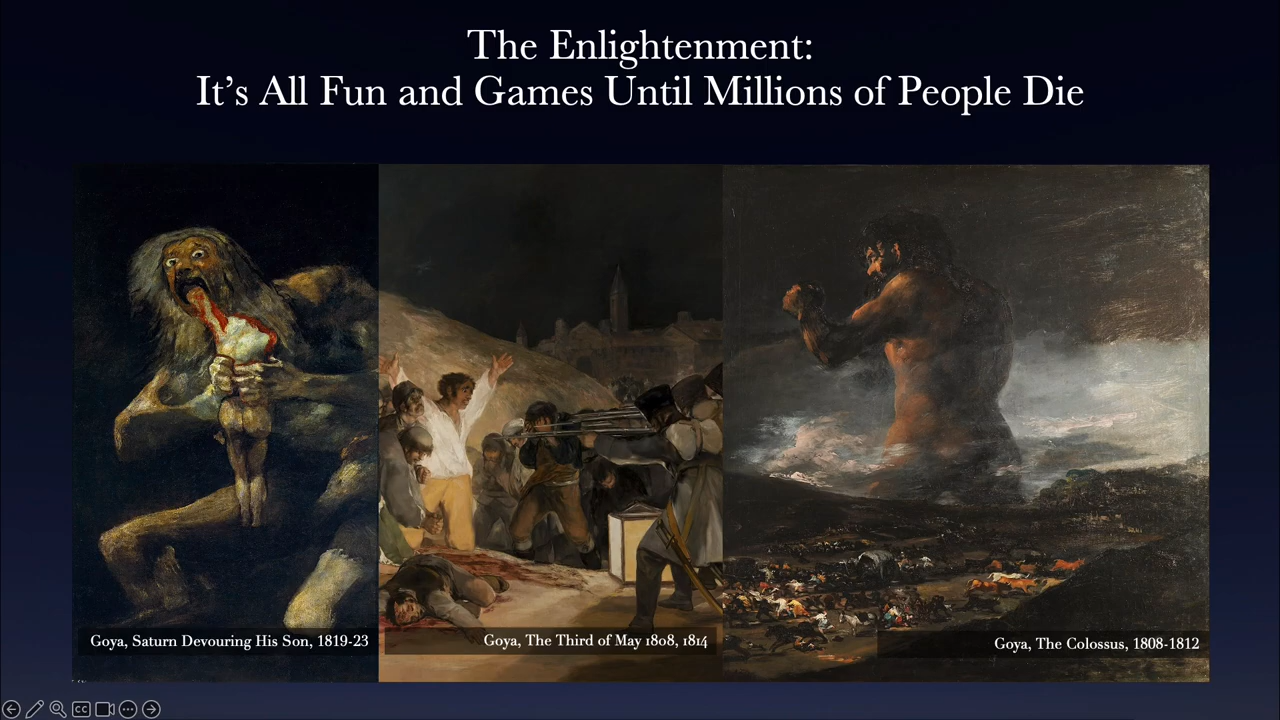 The Enlightenment:
It's All Fun and Games Until Millions of People Die
Goya, Saturn Devouring His Son, 1819-23
Goya, The Third of May 1808, 1814
Goya, The Colossus, 1808-1812
CC